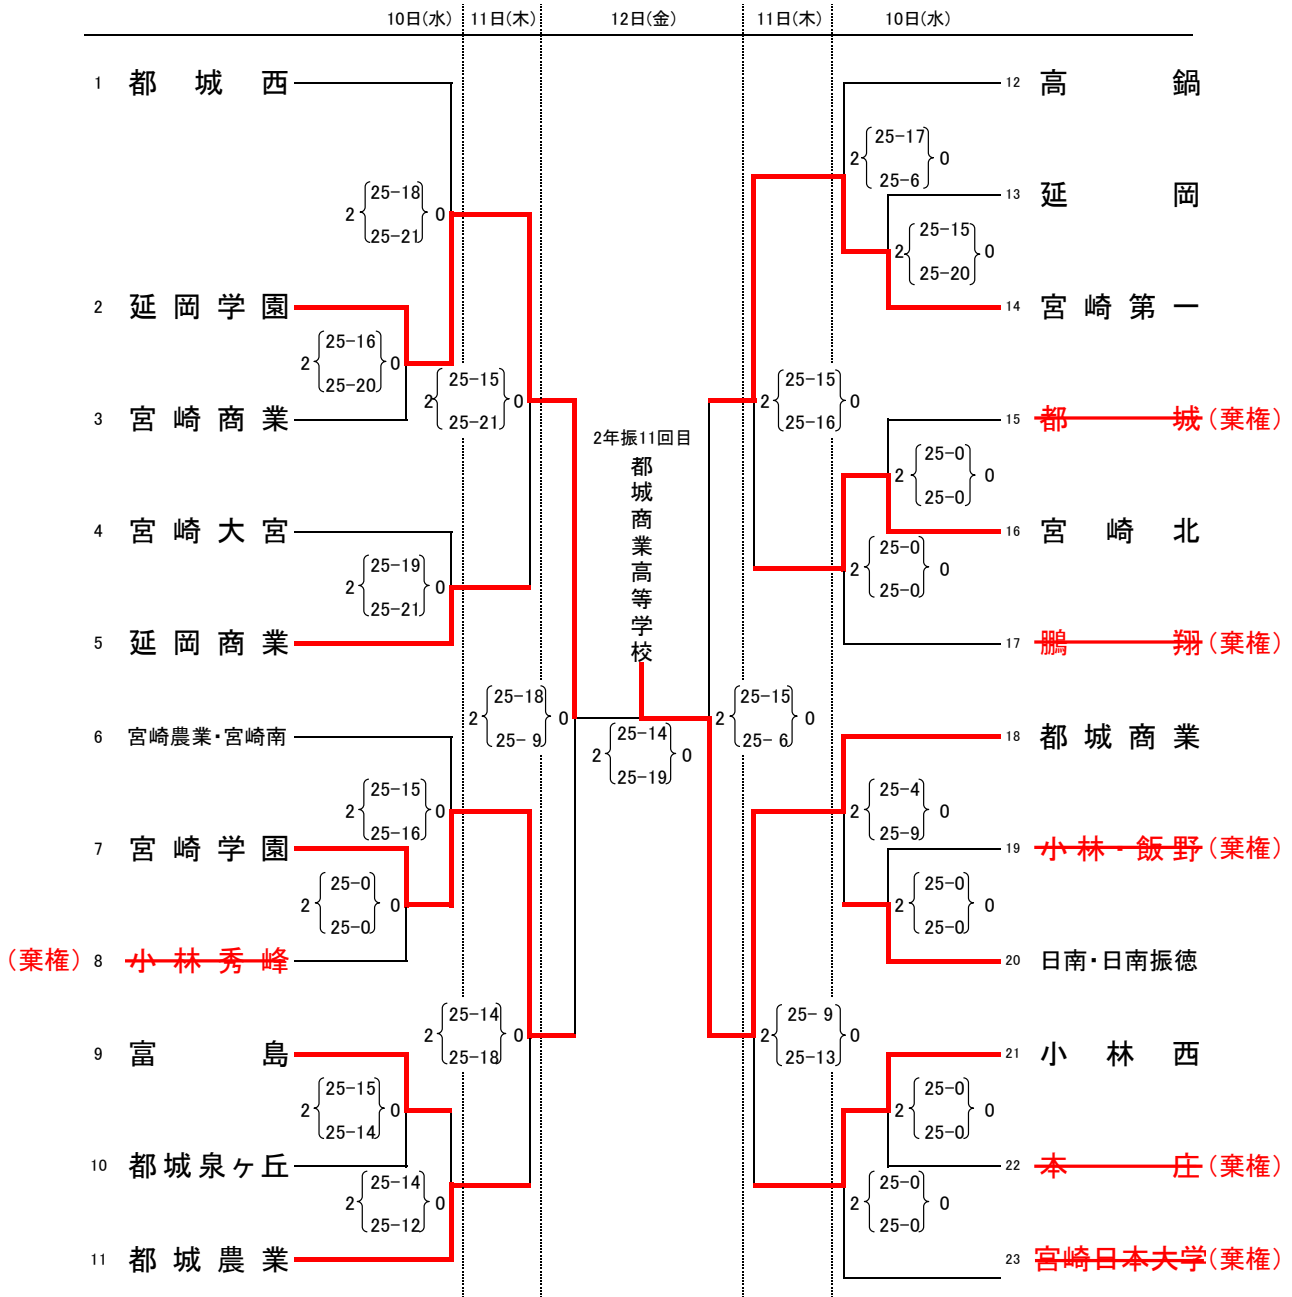 10日(水) 11日(木) 12日(金) 11日(木) 10日(水)
1 都城西
25-18
2 0
25-21
2 延岡学園
25-16
2 0
25-20
3 宮崎商業
25-15
2 0
25-21
4 宮崎大宮
25-19
2 0
25-21
5 延岡商業
25-18
2 0
25- 9
6 宮崎農業・宮崎南
25-15
2 0
25-16
7 宮崎学園
25-0
2 0
25-0
(棄権) 8 小林秀峰
25-14
2 0
25-18
9 富島
25-15
2 0
25-14
10 都城泉ヶ丘
25-14
2 0
25-12
11 都城農業
2年振11回目
都城商業高等学校
25-14
2 0
25-19
12 高鍋
25-17
2 0
25-6
13 延岡
25-15
2 0
25-20
14 宮崎第一
25-15
2 0
25-16
15 都城(棄権)
25-0
2 0
25-0
16 宮崎北
25-0
2 0
25-0
17 鵬翔(棄権)
25-15
2 0
25- 6
18 都城商業
25-4
2 0
25-9
19 小林・飯野(棄権)
25-0
2 0
25-0
20 日南・日南振徳
25- 9
2 0
25-13
21 小林西
25-0
2 0
25-0
22 本庄(棄権)
25-0
2 0
25-0
23 宮崎日本大学(棄権)